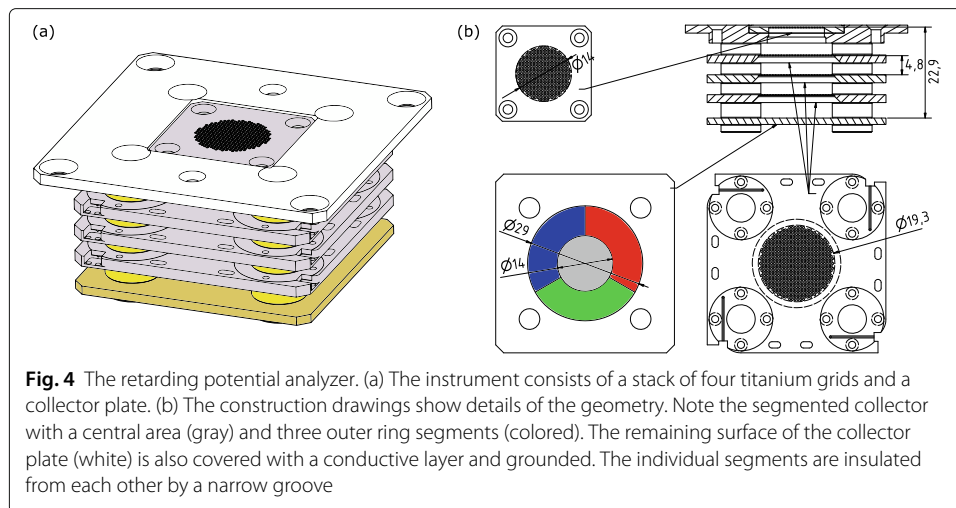 (a)
(b)
Ø14
4,8
22,9
Ø29
Ø14
Ø19,3
Fig. 4 The retarding potential analyzer. (a) The instrument consists of a stack of four titanium grids and a
collector plate. (b) The construction drawings show details of the geometry. Note the segmented collector
with a central area (gray) and three outer ring segments (colored). The remaining surface of the collector
plate (white) is also covered with a conductive layer and grounded. The individual segments are insulated
from each other by a narrow groove